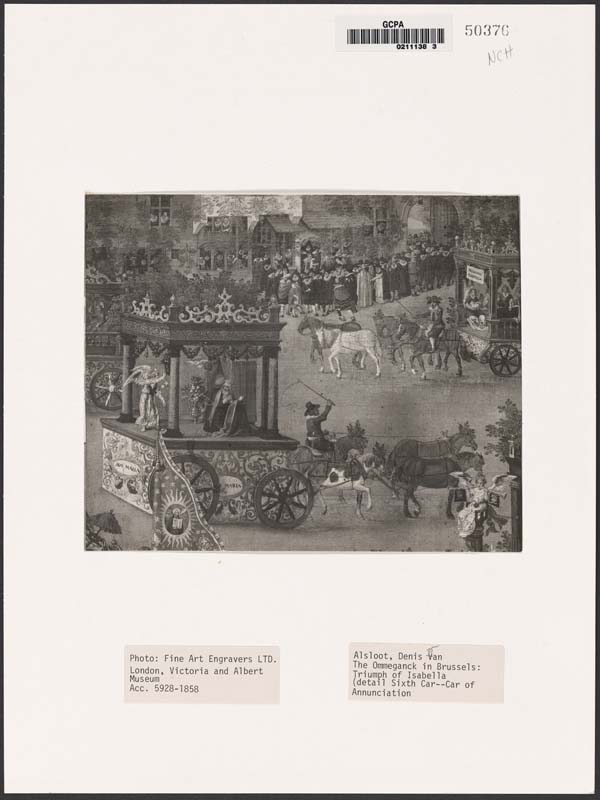 GCPA
0211138 3
50376
NCH
AVE MARIA
MARIA
Photo: Fine Art Engravers LTD.
London, Victoria and Albert
Museum
Acc. 5928-1858
Alsloot, Denis Van
The Ommeganck in Brussels:
Triumph of Isabella
(detail Sixth Car--Car of
Annunciation